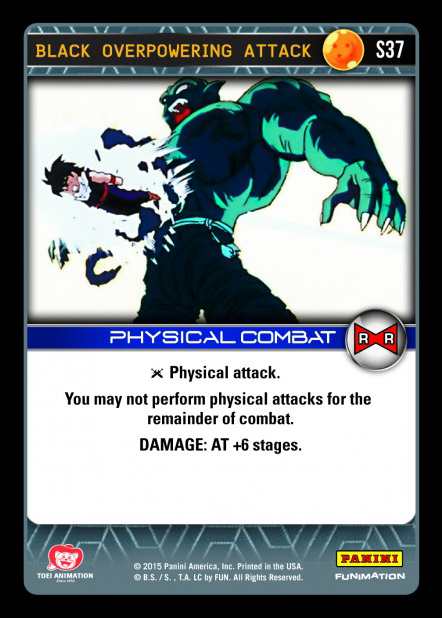 BLACK OVERPOWERING ATTACK S37
PHYSICAL COMBAT R R
Physical attack.
You may not perform physical attacks for the
remainder of combat.
DAMAGE: AT +6 stages.
TOEI ANIMATION
Since 1956
© 2015 Panini America, Inc. Printed in the USA.
© B.S. / S. , T.A. LC by FUN. All Rights Reserved.
PANINI
FUNIMATION